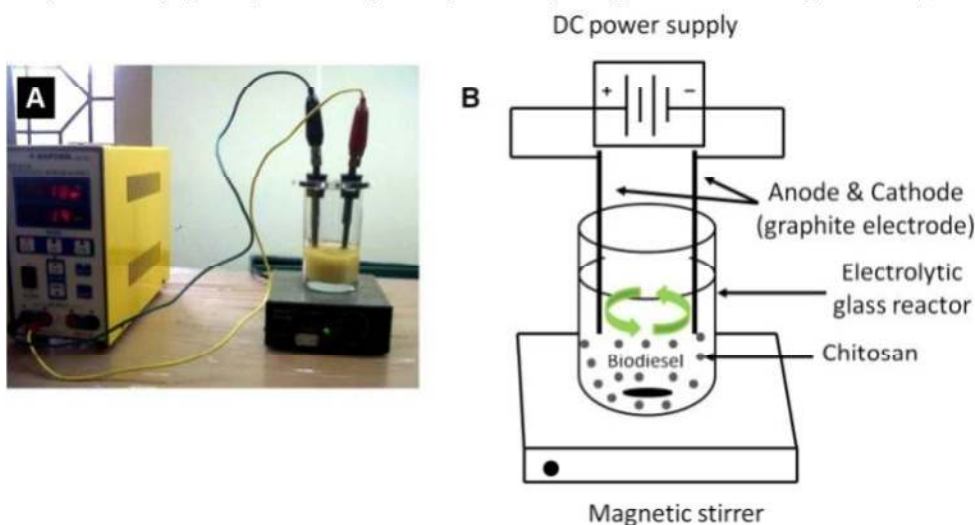 A
B
DC power supply
+ −
Anode & Cathode
(graphite electrode)
Electrolytic
glass reactor
Chitosan
Biodiesel
Magnetic stirrer